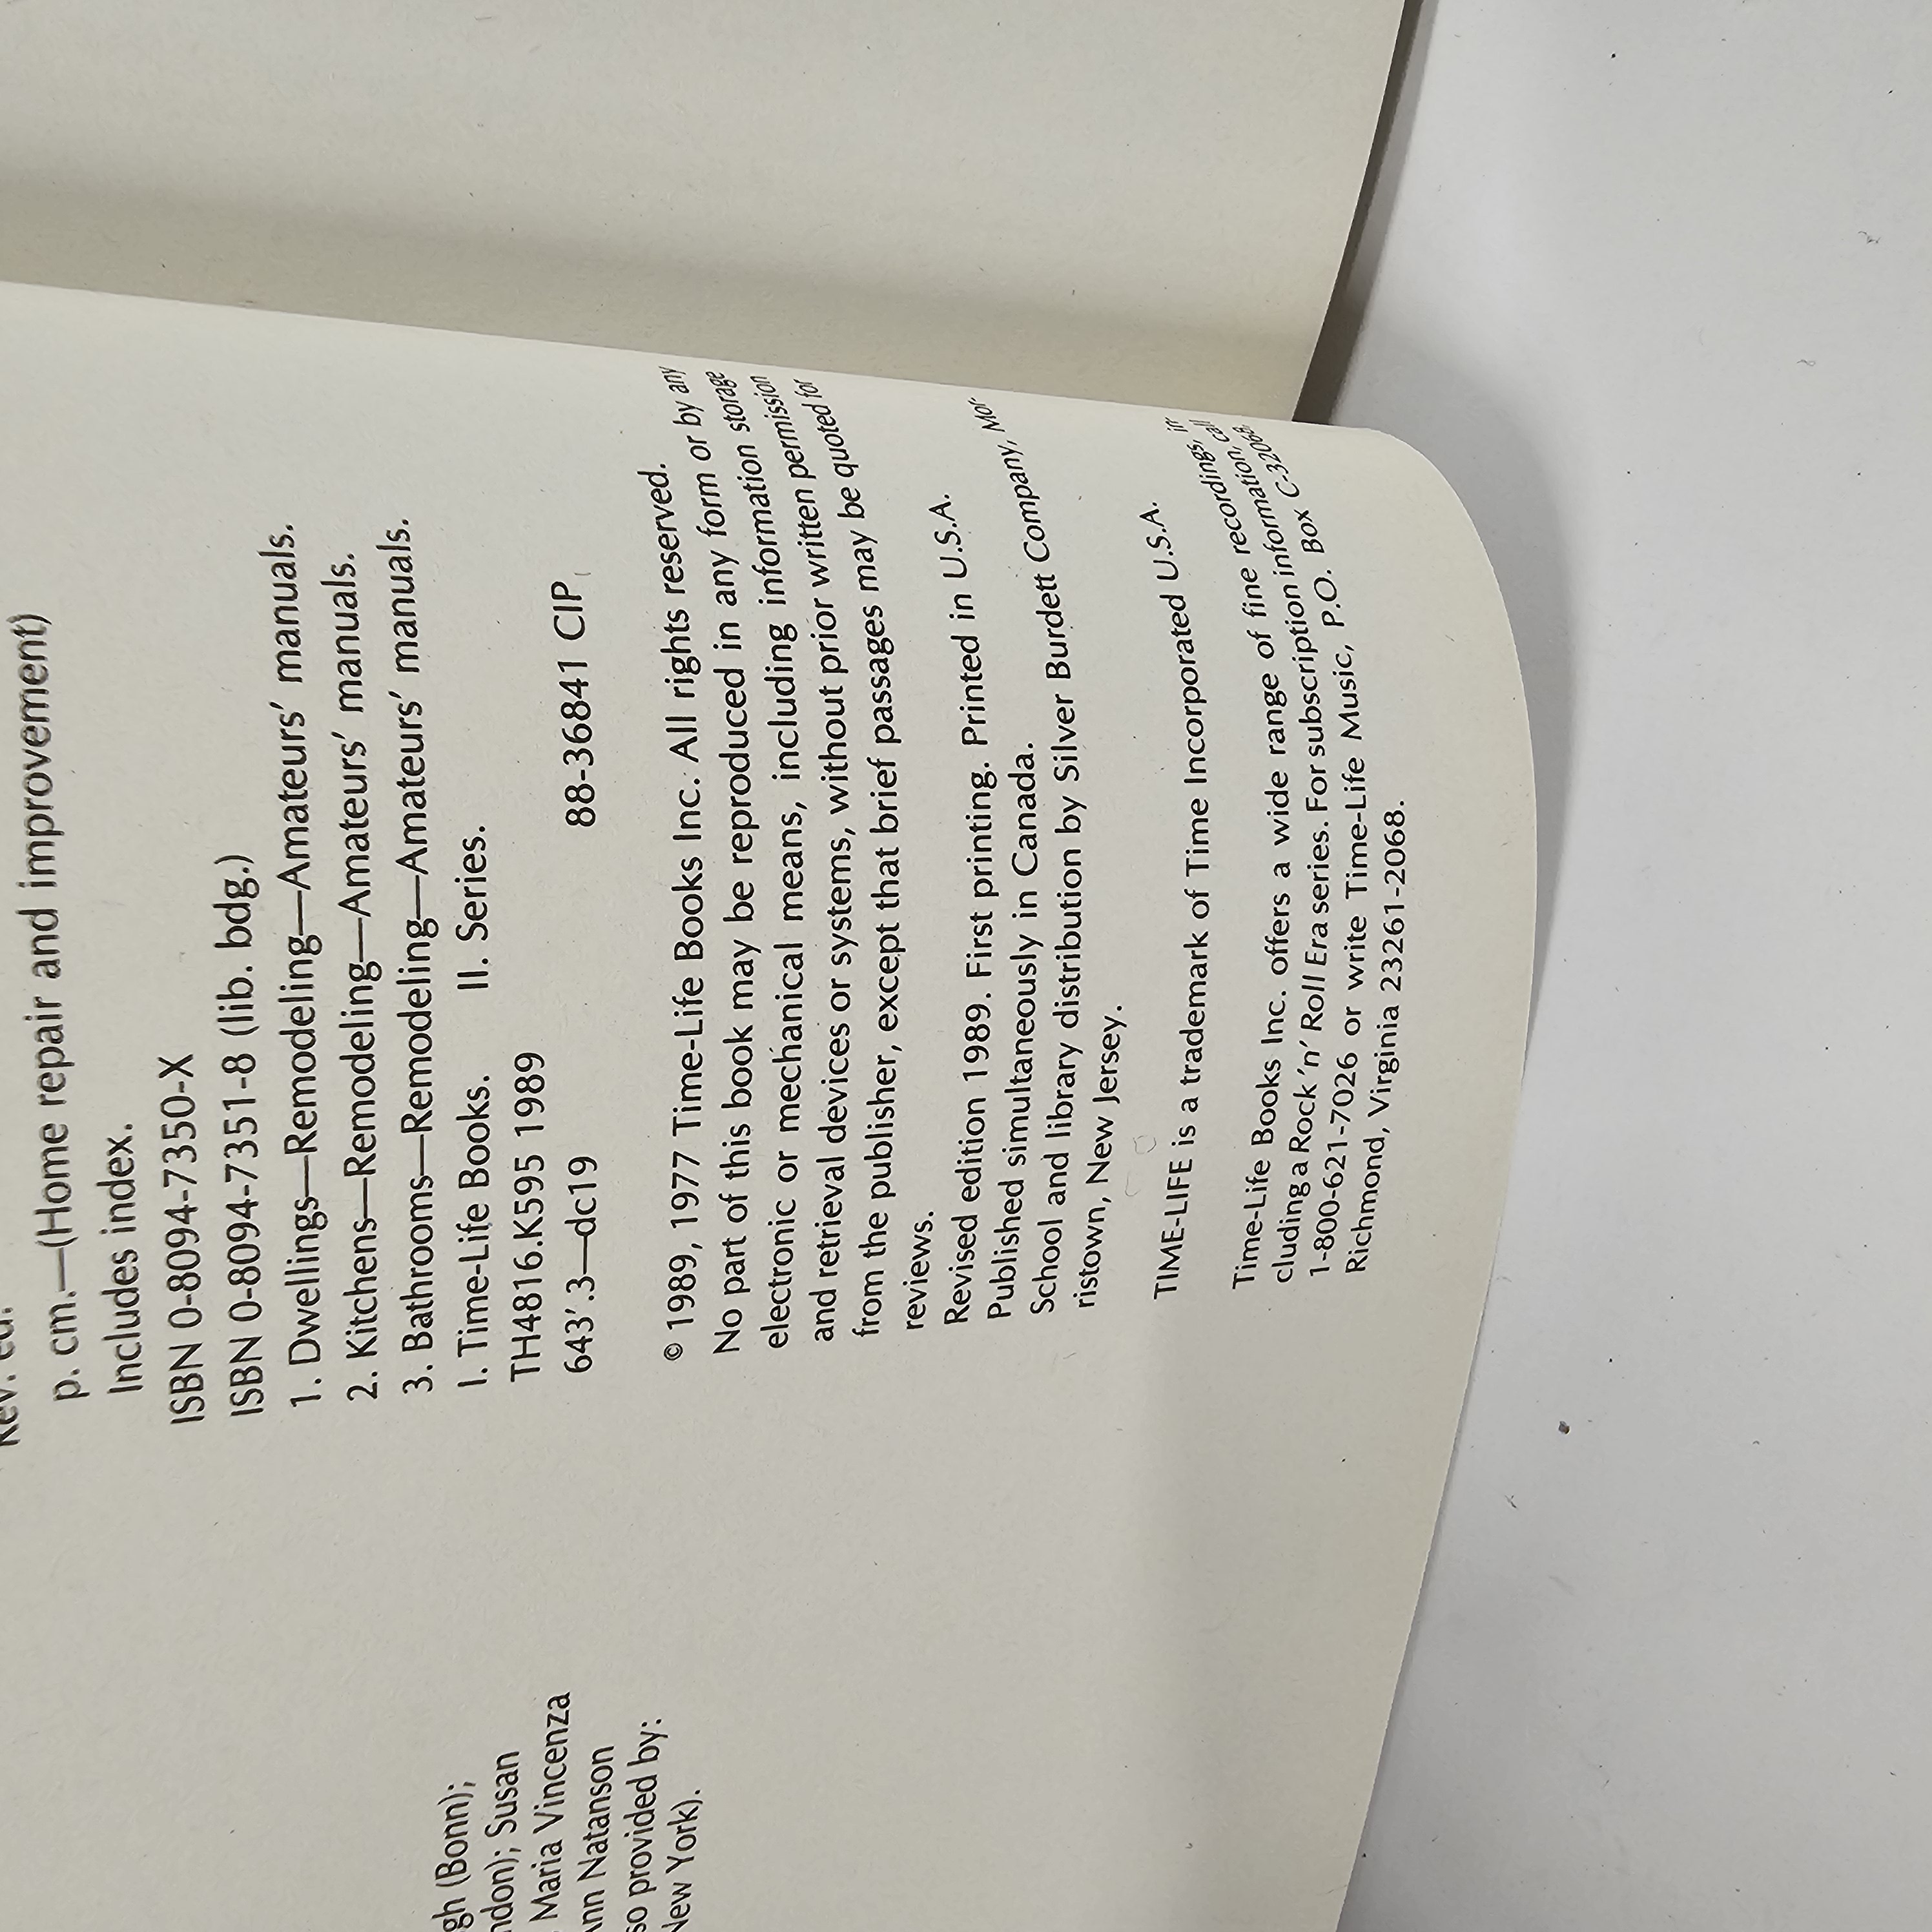 gh (Bonn);
ndon); Susan
Maria Vincenza
Ann Natanson
so provided by:
New York).
Rev. ed.
p. cm.—(Home repair and improvement)
Includes index.
ISBN 0-8094-7350-X
ISBN 0-8094-7351-8 (lib. bdg.)
1. Dwellings—Remodeling—Amateurs’ manuals.
2. Kitchens—Remodeling—Amateurs’ manuals.
3. Bathrooms—Remodeling—Amateurs’ manuals.
I. Time-Life Books. II. Series.
TH4816.K595 1989
643’.3—dc19 88-36841 CIP
© 1989, 1977 Time-Life Books Inc. All rights reserved.
No part of this book may be reproduced in any form or by any
electronic or mechanical means, including information storage
and retrieval devices or systems, without prior written permission
from the publisher, except that brief passages may be quoted for
reviews.
Revised edition 1989. First printing. Printed in U.S.A.
Published simultaneously in Canada.
School and library distribution by Silver Burdett Company, Mor-
ristown, New Jersey.
TIME-LIFE is a trademark of Time Incorporated U.S.A.
Time-Life Books Inc. offers a wide range of fine recordings, in-
cluding a Rock ’n’ Roll Era series. For subscription information, call
1-800-621-7026 or write Time-Life Music, P.O. Box C-32068,
Richmond, Virginia 23261-2068.